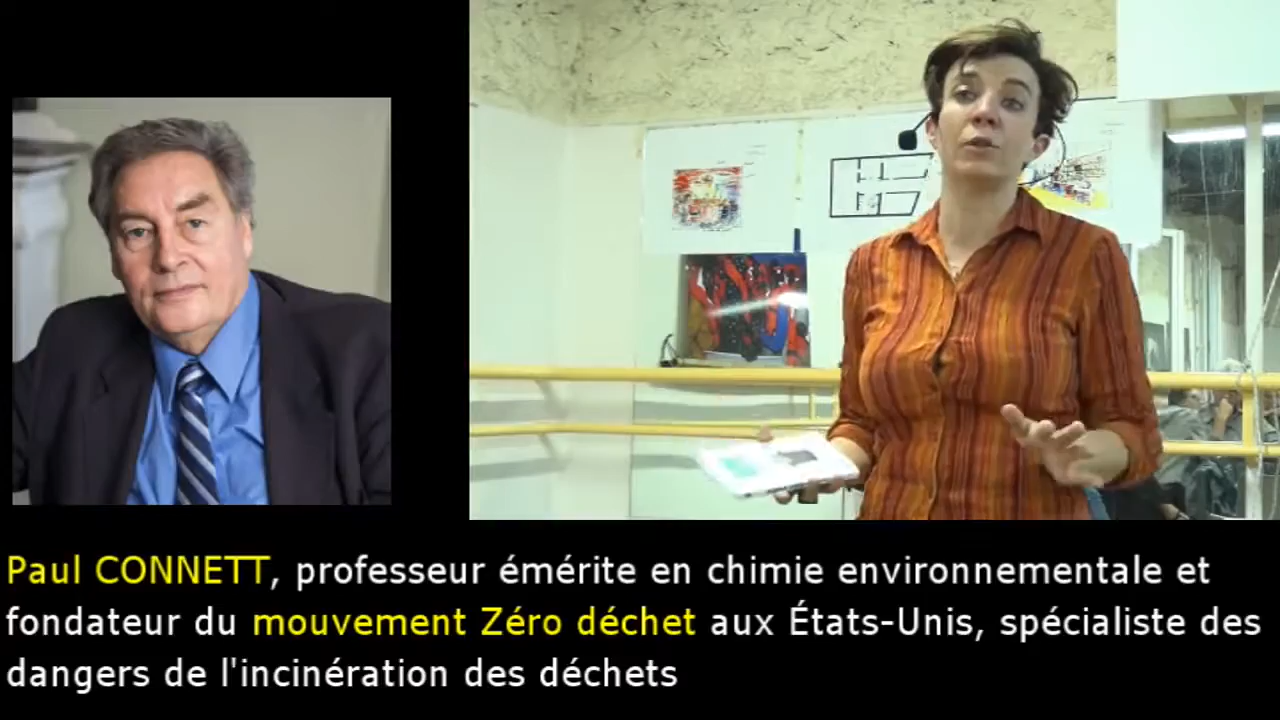 Paul CONNETT, professeur émérite en chimie environnementale et
fondateur du mouvement Zéro déchet aux États-Unis, spécialiste des
dangers de l'incinération des déchets